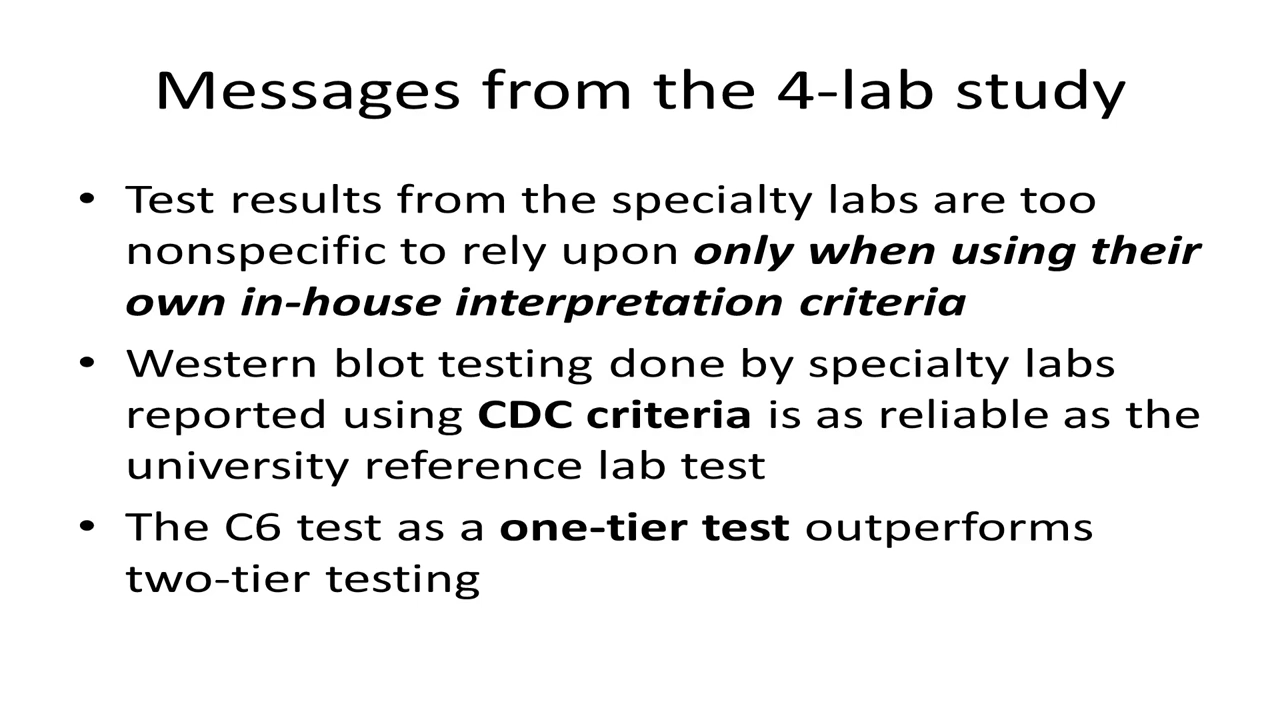 Messages from the 4-lab study
• Test results from the specialty labs are too
nonspecific to rely upon only when using their
own in-house interpretation criteria
• Western blot testing done by specialty labs
reported using CDC criteria is as reliable as the
university reference lab test
• The C6 test as a one-tier test outperforms
two-tier testing